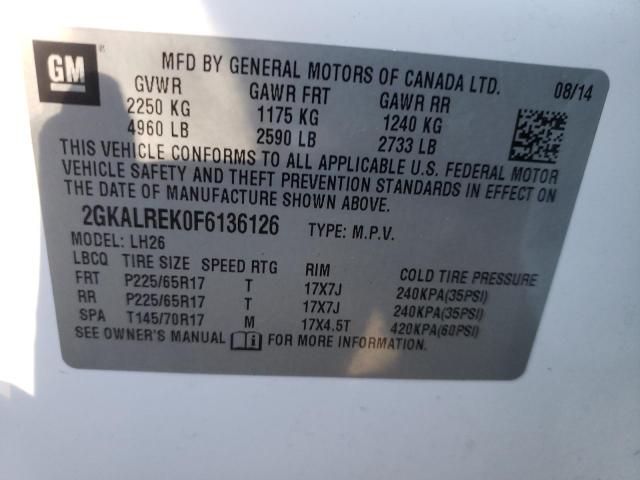 GM
MFD BY GENERAL MOTORS OF CANADA LTD. 08/14
GVWR GAWR FRT GAWR RR
2250 KG 1175 KG 1240 KG
4960 LB 2590 LB 2733 LB
THIS VEHICLE CONFORMS TO ALL APPLICABLE U.S. FEDERAL MOTOR
VEHICLE SAFETY AND THEFT PREVENTION STANDARDS IN EFFECT ON
THE DATE OF MANUFACTURE SHOWN ABOVE.
2GKALREK0F6136126 TYPE: M.P.V.
MODEL: LH26
LBCQ TIRE SIZE SPEED RTG RIM COLD TIRE PRESSURE
FRT P225/65R17 T 17X7J 240KPA(35PSI)
RR P225/65R17 T 17X7J 240KPA(35PSI)
SPA T145/70R17 M 17X4.5T 420KPA(60PSI)
SEE OWNER'S MANUAL FOR MORE INFORMATION.